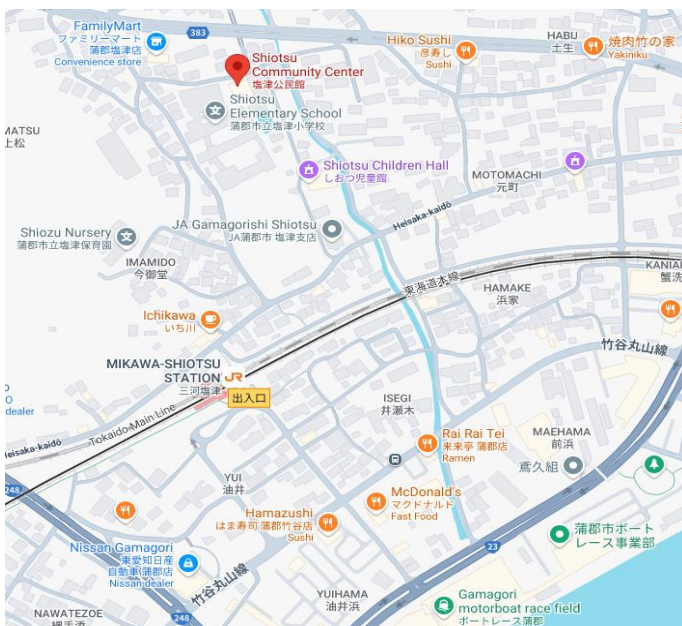 FamilyMart
ファミリーマート
蒲郡塩津店
Convenience store
383
Shiotsu
Community Center
塩津公民館
Hiko Sushi
彦寿し
Sushi
HABU
土生
焼肉竹の家
Yakiniku
Shiotsu
Elementary School
蒲郡市立塩津小学校
MATSU
上松
Shiotsu Children Hall
しおつ児童館
MOTOMACHI
元町
JA Gamagorishi Shiotsu
JA蒲郡市 塩津支店
Heisaka-kaidō
Shiozu Nursery
蒲郡市立塩津保育園
IMAMIDO
今御堂
東海道本線
HAMAKE
浜家
KANIAR
蟹洗
Ichikawa
いち川
竹谷丸山線
MIKAWA-SHIOTSU
STATION
JR
三河塩津
出入口
ISEGI
井瀬木
dealer
Tokaido Main Line
Heisaka-kaidō
Rai Rai Tei
来来亭 蒲郡店
Ramen
MAEHAMA
前浜
鳶久組
YUI
油井
248
McDonald's
マクドナルド
Fast Food
Hamazushi
はま寿司 蒲郡竹谷店
Sushi
23
蒲郡市ボート
レース事業部
Nissan Gamagori
東愛知日産
自動車 蒲郡店
Nissan dealer
竹谷丸山線
YUIHAMA
油井浜
Gamagori
motorboat race field
ボートレース蒲郡
NAWATEZOE
縄手添
248